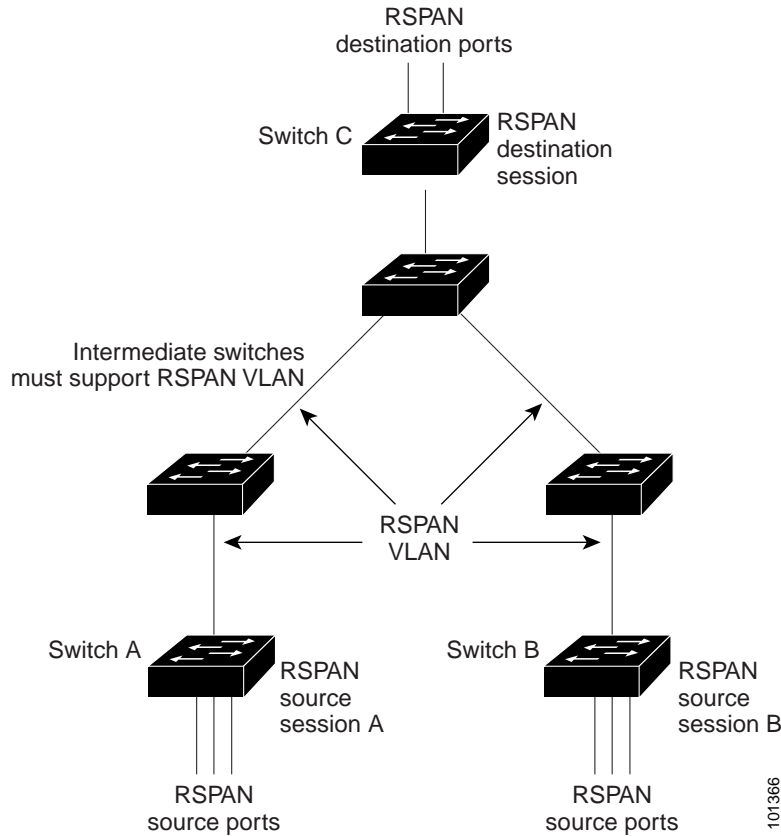 RSPAN
destination ports
Switch C
RSPAN
destination
session
Intermediate switches
must support RSPAN VLAN
RSPAN
VLAN
Switch A
RSPAN
source
session A
Switch B
RSPAN
source
session B
RSPAN
source ports
RSPAN
source ports
101366